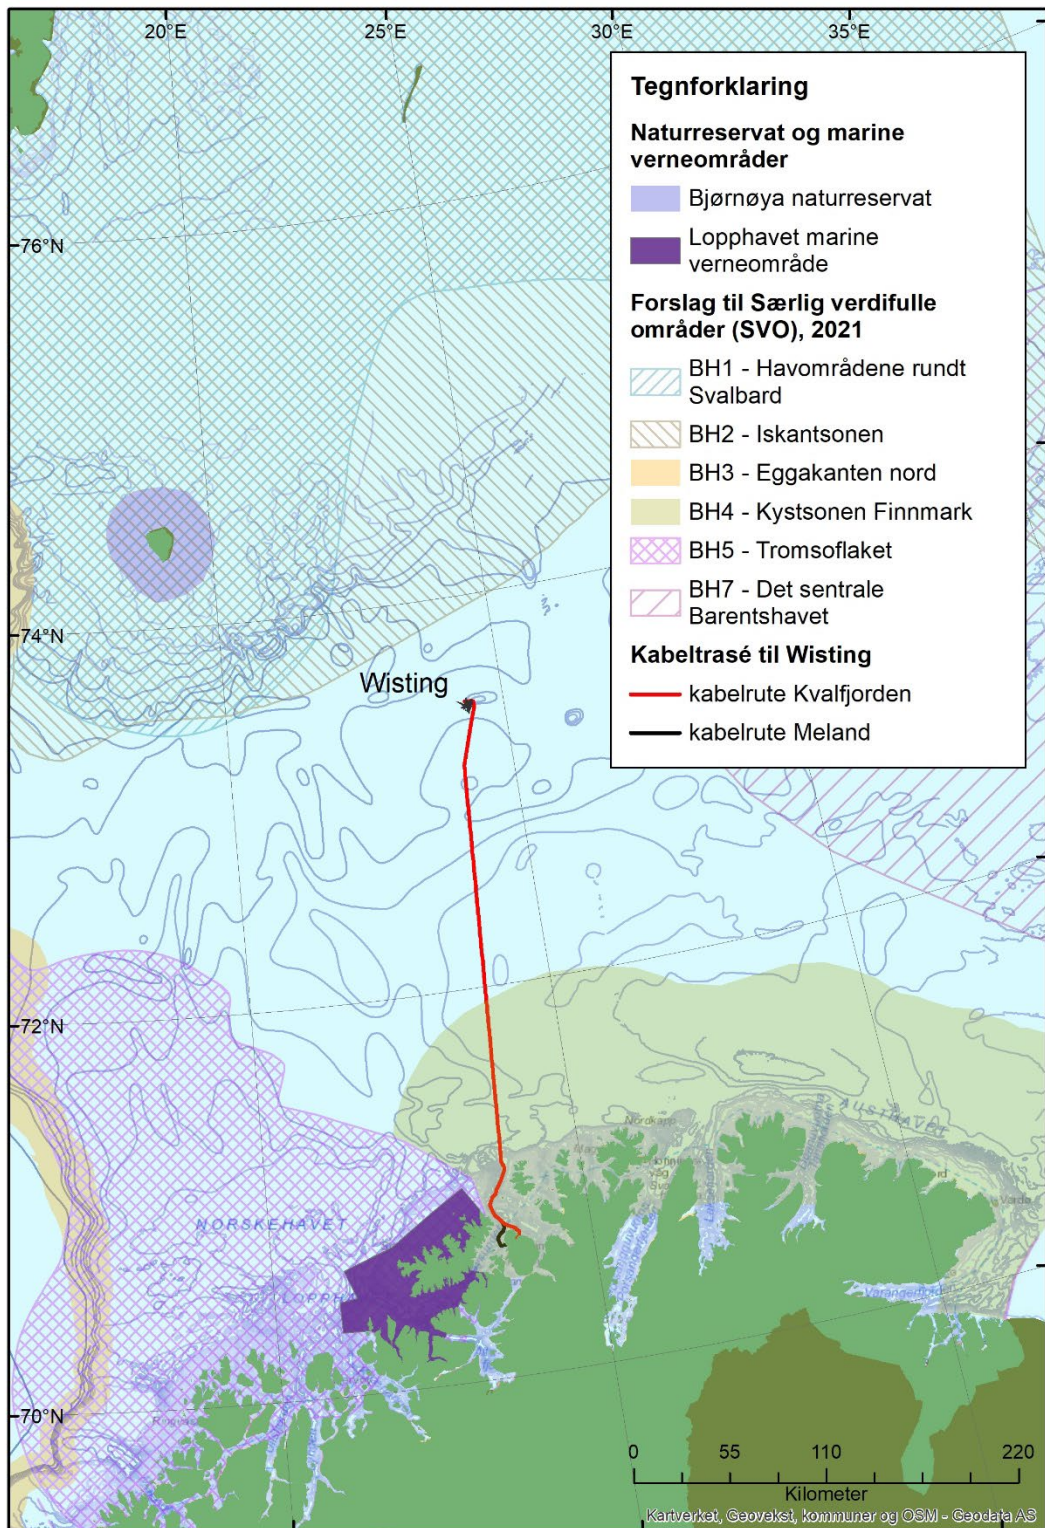 20°E
25°E
30°E
35°E
Tegnforklaring
Naturreservat og marine
verneområder
Bjørnøya naturreservat
Lopphavet marine
verneområde
Forslag til Særlig verdifulle
områder (SVO), 2021
BH1 - Havområdene rundt
Svalbard
BH2 - Iskantsonen
BH3 - Eggakanten nord
BH4 - Kystsonen Finnmark
BH5 - Tromsoflaket
BH7 - Det sentrale
Barentshavet
Kabeltrasé til Wisting
kabelrute Kvalfjorden
kabelrute Meland
76°N
74°N
Wisting
72°N
Nordkapp
AUSTHAVET
Vardø
NORSKEHAVET
Varangerfjord
70°N
0 55 110 220
Kilometer
Kartverket, Geovekst, kommuner og OSM - Geodata AS